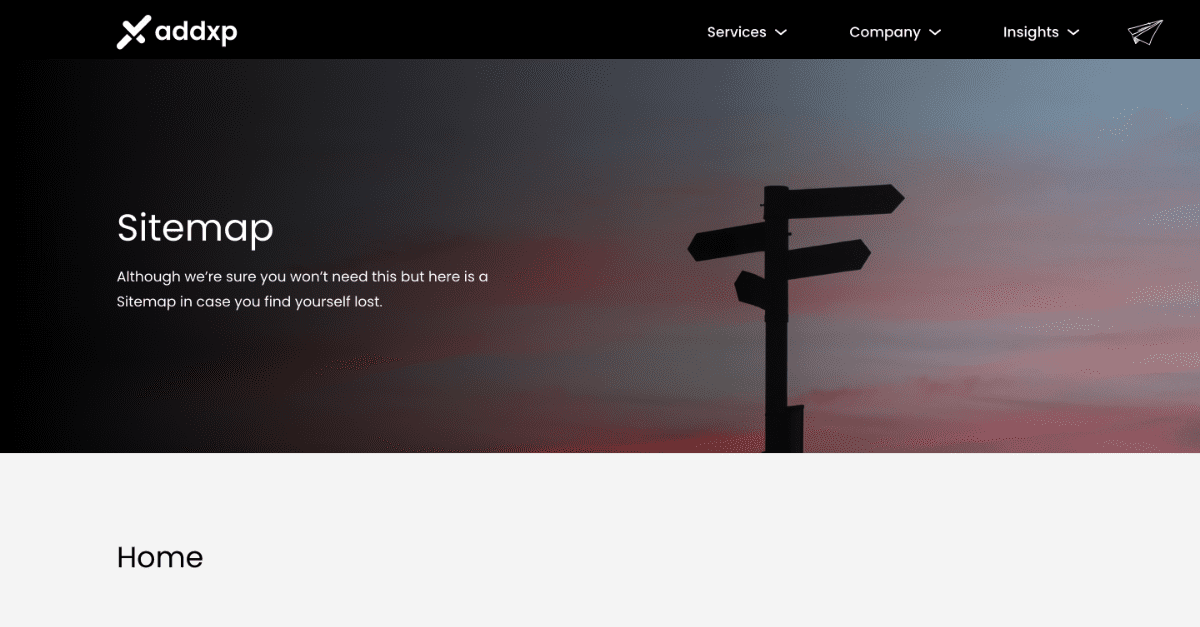 addxp
Services
Company
Insights
Sitemap
Although we’re sure you won’t need this but here is a
Sitemap in case you find yourself lost.
Home